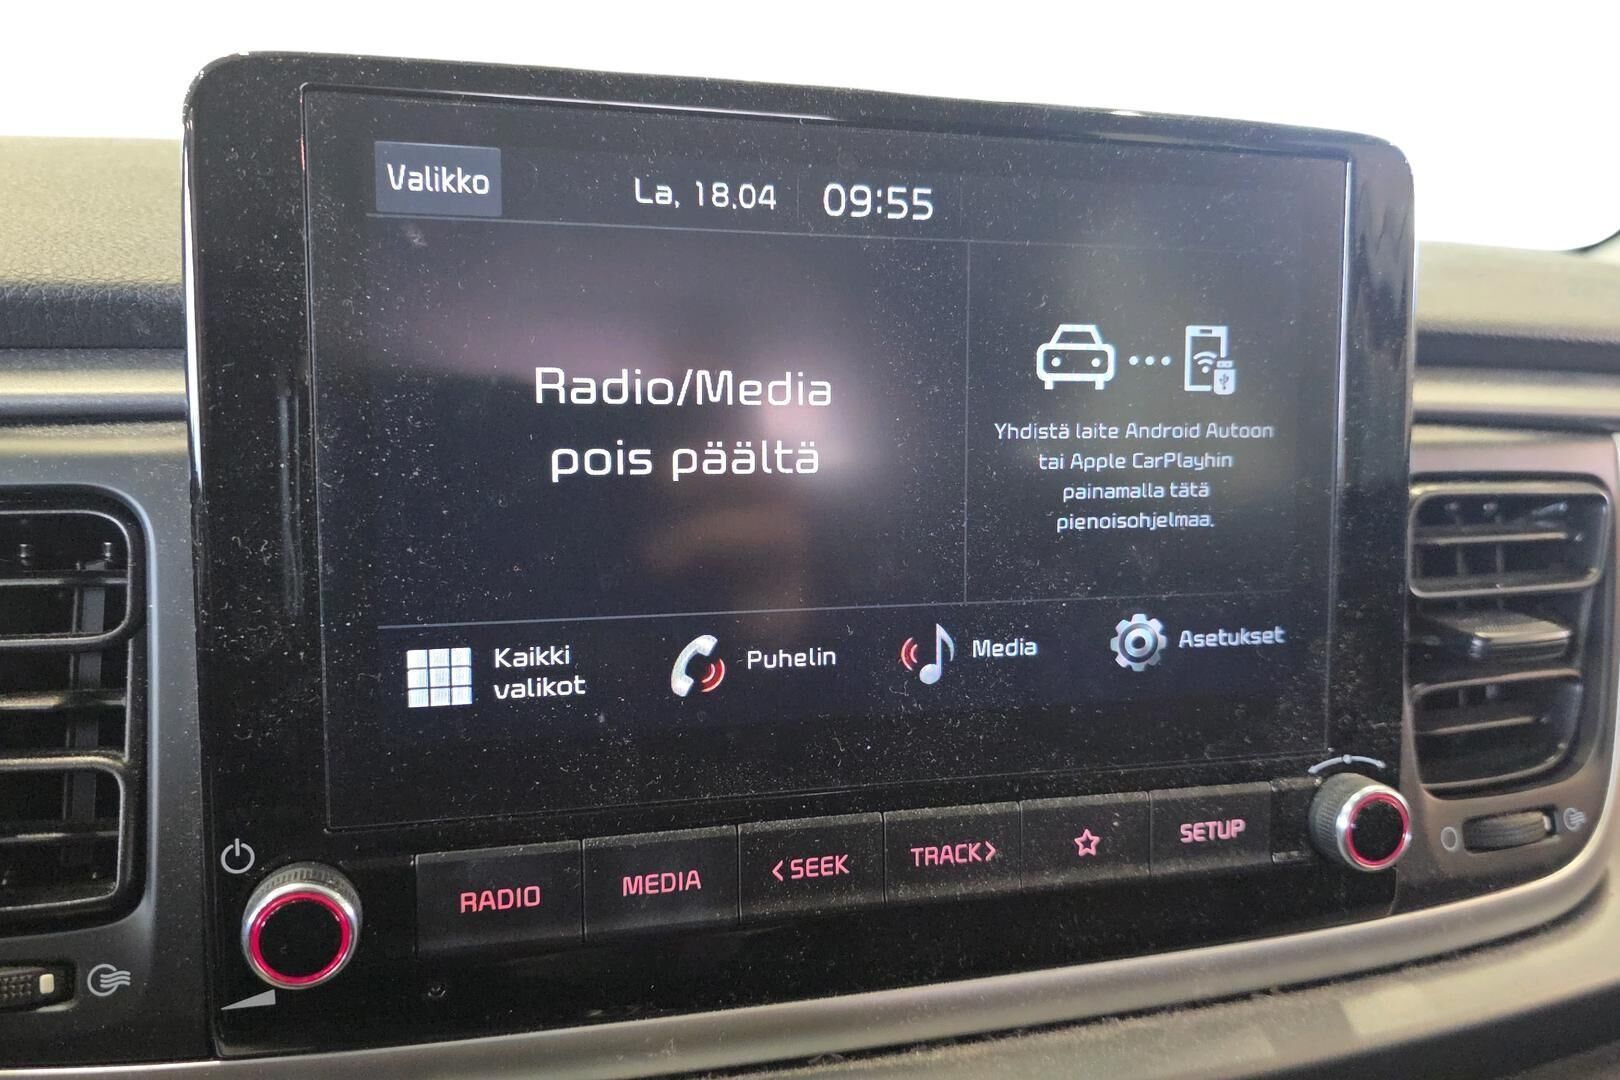 Valikko
La, 18.04
09:55
Radio/Media
pois päältä
Yhdistä laite Android Autoon
tai Apple CarPlayhin
painamalla tätä
pienoisohjelmaa.
Kaikki
valikot
Puhelin
Media
Asetukset
RADIO
MEDIA
<SEEK
TRACK>
SETUP